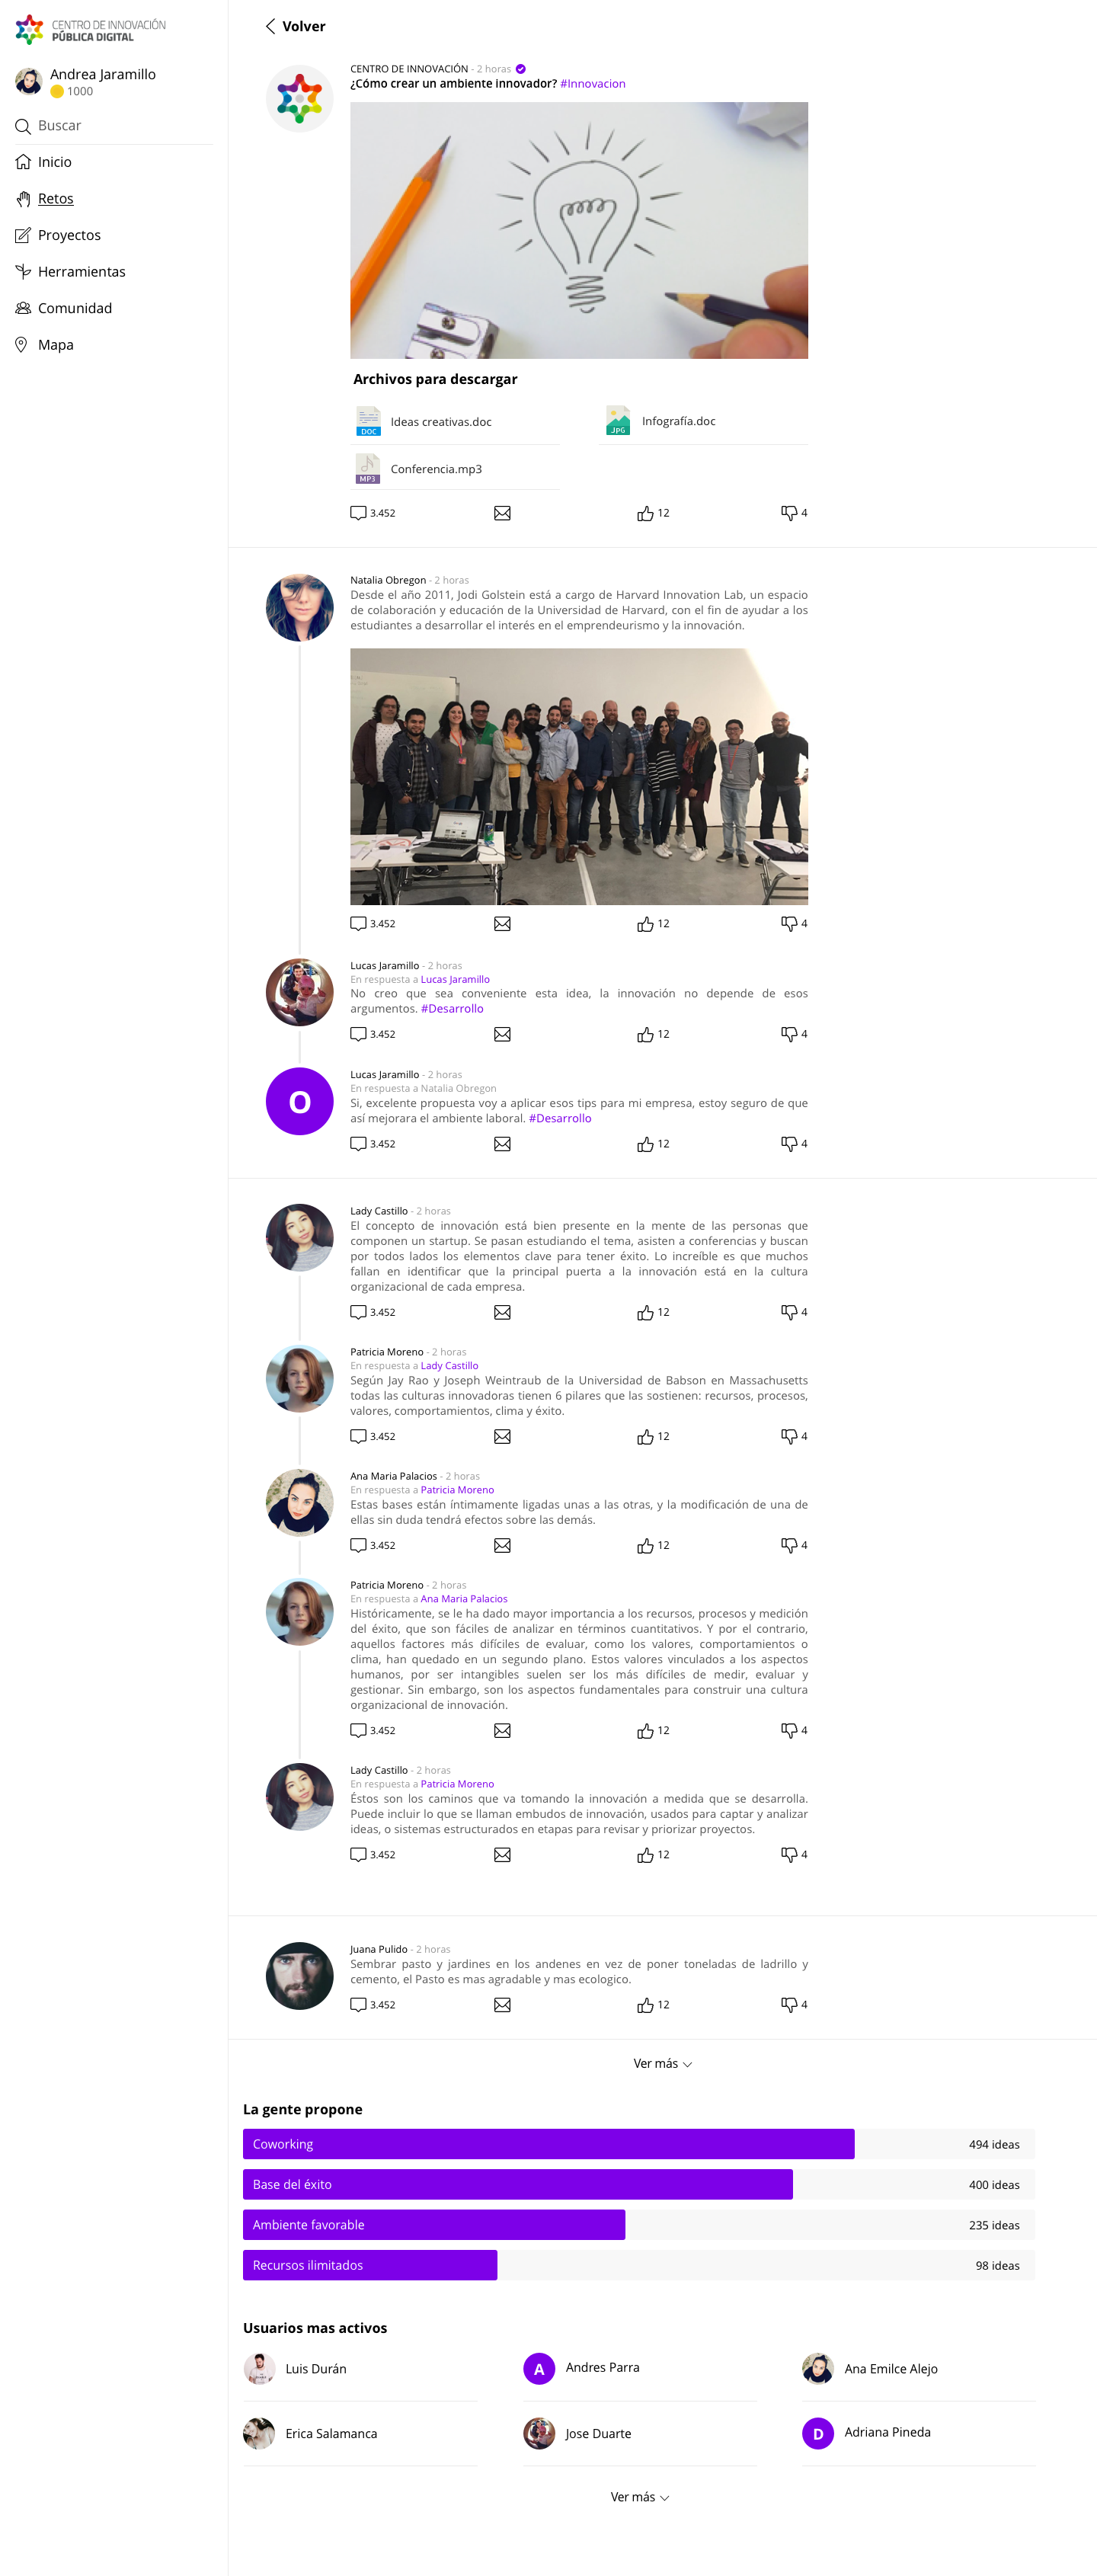 CENTRO DE INNOVACIÓN
PÚBLICA DIGITAL
Andrea Jaramillo
1000
Buscar
Inicio
Retos
Proyectos
Herramientas
Comunidad
Mapa
Volver
CENTRO DE INNOVACIÓN - 2 horas
¿Cómo crear un ambiente innovador? #Innovacion
Archivos para descargar
DOC Ideas creativas.doc
JPG Infografía.doc
MP3 Conferencia.mp3
3.452 12 4
Natalia Obregon - 2 horas
Desde el año 2011, Jodi Golstein está a cargo de Harvard Innovation Lab, un espacio
de colaboración y educación de la Universidad de Harvard, con el fin de ayudar a los
estudiantes a desarrollar el interés en el emprendeurismo y la innovación.
3.452 12 4
Lucas Jaramillo - 2 horas
En respuesta a Lucas Jaramillo
No creo que sea conveniente esta idea, la innovación no depende de esos
argumentos. #Desarrollo
3.452 12 4
O
Lucas Jaramillo - 2 horas
En respuesta a Natalia Obregon
Si, excelente propuesta voy a aplicar esos tips para mi empresa, estoy seguro de que
así mejorara el ambiente laboral. #Desarrollo
3.452 12 4
Lady Castillo - 2 horas
El concepto de innovación está bien presente en la mente de las personas que
componen un startup. Se pasan estudiando el tema, asisten a conferencias y buscan
por todos lados los elementos clave para tener éxito. Lo increíble es que muchos
fallan en identificar que la principal puerta a la innovación está en la cultura
organizacional de cada empresa.
3.452 12 4
Patricia Moreno - 2 horas
En respuesta a Lady Castillo
Según Jay Rao y Joseph Weintraub de la Universidad de Babson en Massachusetts
todas las culturas innovadoras tienen 6 pilares que las sostienen: recursos, procesos,
valores, comportamientos, clima y éxito.
3.452 12 4
Ana Maria Palacios - 2 horas
En respuesta a Patricia Moreno
Estas bases están íntimamente ligadas unas a las otras, y la modificación de una de
ellas sin duda tendrá efectos sobre las demás.
3.452 12 4
Patricia Moreno - 2 horas
En respuesta a Ana Maria Palacios
Históricamente, se le ha dado mayor importancia a los recursos, procesos y medición
del éxito, que son fáciles de analizar en términos cuantitativos. Y por el contrario,
aquellos factores más difíciles de evaluar, como los valores, comportamientos o
clima, han quedado en un segundo plano. Estos valores vinculados a los aspectos
humanos, por ser intangibles suelen ser los más difíciles de medir, evaluar y
gestionar. Sin embargo, son los aspectos fundamentales para construir una cultura
organizacional de innovación.
3.452 12 4
Lady Castillo - 2 horas
En respuesta a Patricia Moreno
Éstos son los caminos que va tomando la innovación a medida que se desarrolla.
Puede incluir lo que se llaman embudos de innovación, usados para captar y analizar
ideas, o sistemas estructurados en etapas para revisar y priorizar proyectos.
3.452 12 4
Juana Pulido - 2 horas
Sembrar pasto y jardines en los andenes en vez de poner toneladas de ladrillo y
cemento, el Pasto es mas agradable y mas ecologico.
3.452 12 4
Ver más
La gente propone
Coworking 494 ideas
Base del éxito 400 ideas
Ambiente favorable 235 ideas
Recursos ilimitados 98 ideas
Usuarios mas activos
Luis Durán
A Andres Parra
Ana Emilce Alejo
Erica Salamanca
Jose Duarte
D Adriana Pineda
Ver más